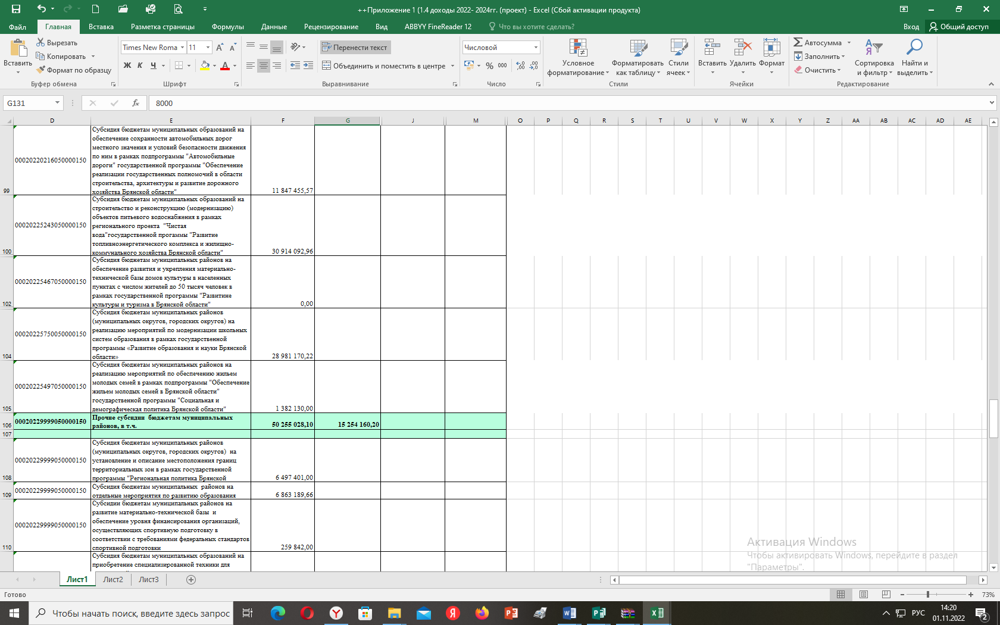 ++Приложение 1 (1.4 доходы 2022- 2024гг. (проект) - Excel (Сбой активации продукта)
Файл Главная Вставка Разметка страницы Формулы Данные Рецензирование Вид ABBYY FineReader 12 Что вы хотите сделать? Вход Общий доступ
Вставить
Вырезать
Копировать
Формат по образцу
Буфер обмена
Times New Roma 11
Ж К Ч
Шрифт
Перенести текст
Объединить и поместить в центре
Выравнивание
Числовой
% 000
Число
Условное форматирование
Форматировать как таблицу
Стили ячеек
Стили
Вставить Удалить Формат
Ячейки
Автосумма
Заполнить
Очистить
Сортировка и фильтр
Найти и выделить
Редактирование
G131 fx 8000
D E F G J M O P Q R S T U V W X Y Z AA AB AC AD AE
Субсидия бюджетам муниципальных образований на
обеспечение сохранности автомобильных дорог
местного значения и условий безопасности движения
по ним в рамках подпрограммы "Автомобильные
00020220216050000150
дороги" государственной программы "Обеспечение
реализации государственных полномочий в области
строительства, архитектуры и развитие дорожного
99 хозяйства Брянской области" 11 847 455,57
Субсидия бюджетам муниципальных образований на
строительство и реконструкцию (модернизацию)
объектов питьевого водоснабжения в рамках
00020225243050000150 регионального проекта "Чистая
вода"государственной прогаммы "Развитие
топливноэнергетического комплекса и жилищно-
100 коммунального хозяйства Брянской области" 30 914 092,96
Субсидия бюджетам муниципальных районов на
обеспечение развития и укрепления материально-
00020225467050000150 технической базы домов культуры в населенных
пунктах с числом жителей до 50 тысяч человек в
рамках государственной программы "Развитине
102 культуры и туризма в Брянской области" 0,00
Субсидия бюджетам муниципальных районов
(муниципальных округов, городских округов) на
00020225750050000150 реализацию мероприятий по модернизации школьных
систем образования в рамках государственной
программы «Развитие образования и науки Брянской
104 области» 28 981 170,22
Субсидия бюджетам муниципальных районов на
реализацию мероприятий по обеспечению жильем
00020225497050000150 молодых семей в рамках подпрограммы "Обеспечение
жильем молодых семей в Брянской области"
государственной программы "Социальная и
105 демографическая политика Брянской области" 1 382 130,00
00020229999050000150 Прочие субсидии бюджетам муниципальных
106 районов, в т.ч. 50 255 028,10 15 254 160,20
107
Субсидия бюджетам муниципальных районов
(муниципальных округов, городских округов) на
00020229999050000150 установление и описание местоположения границ
территориальных зон в рамках государственной
108 программы "Региональная политика Брянской 6 497 401,00
00020229999050000150 Субсидия бюджетам муниципальных районов на
109 отдельные мероприятия по развитию образования 6 863 189,66
Субсидии бюджетам муниципальных районов на
развитие материально-технической базы и
обеспечение уровня финансирования организаций,
00020229999050000150 осуществляющих спортивную подготовку в
соответствии с требованиями федеральных стандартов
110 спортивной подготовки 259 842,00
Субсидия бюджетам муниципальных образований на
приобретение специализированной техники для
Активация Windows
Чтобы активировать Windows, перейдите в раздел
"Параметры".
Лист1 Лист2 Лист3
Готово 73%
Чтобы начать поиск, введите здесь запрос
РУС 14:20
01.11.2022
2